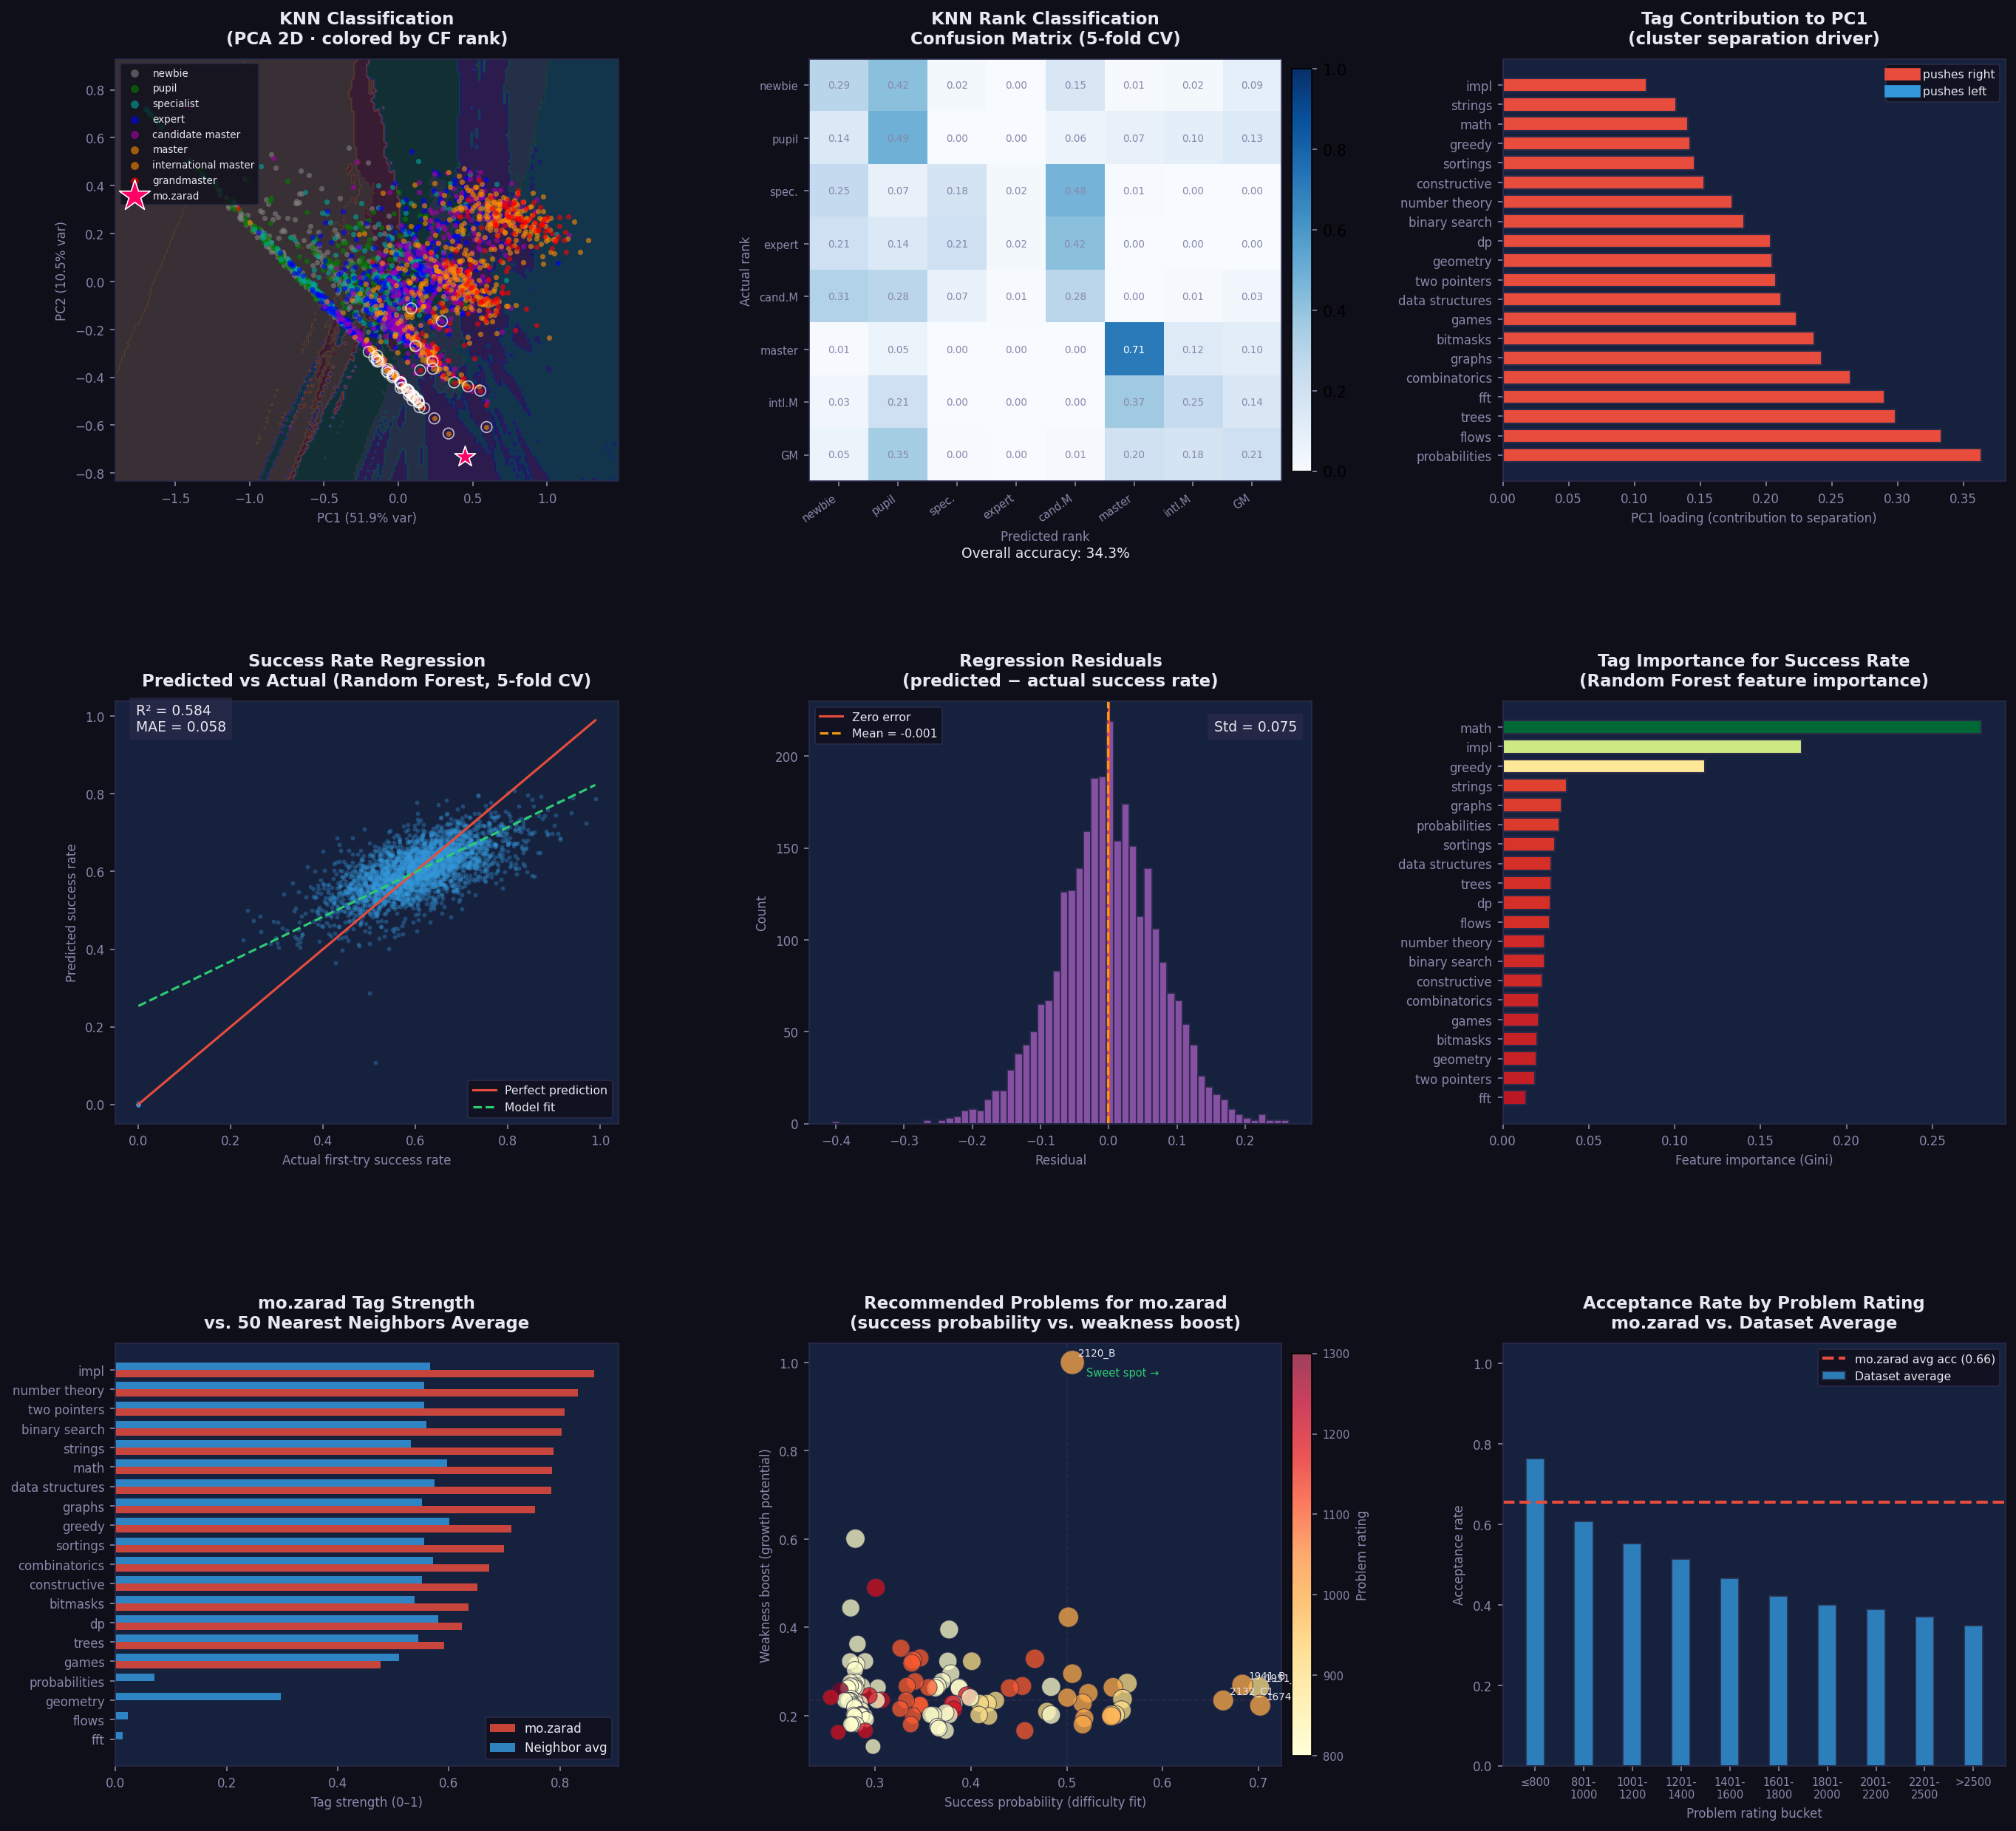 KNN Classification
(PCA 2D · colored by CF rank)
newbie
pupil
specialist
expert
candidate master
master
international master
grandmaster
mo.zarad
PC2 (10.5% var)
0.8
0.6
0.4
0.2
0.0
−0.2
−0.4
−0.6
−0.8
−1.5 −1.0 −0.5 0.0 0.5 1.0
PC1 (51.9% var)
KNN Rank Classification
Confusion Matrix (5-fold CV)
Actual rank
newbie 0.29 0.42 0.02 0.00 0.15 0.01 0.02 0.09
pupil 0.14 0.49 0.00 0.00 0.06 0.07 0.10 0.13
spec. 0.25 0.07 0.18 0.02 0.48 0.01 0.00 0.00
expert 0.21 0.14 0.21 0.02 0.42 0.00 0.00 0.00
cand.M 0.31 0.28 0.07 0.01 0.28 0.00 0.01 0.03
master 0.01 0.05 0.00 0.00 0.00 0.71 0.12 0.10
intl.M 0.03 0.21 0.00 0.00 0.00 0.37 0.25 0.14
GM 0.05 0.35 0.00 0.00 0.01 0.20 0.18 0.21
newbie pupil spec. expert cand.M master intl.M GM
Predicted rank
Overall accuracy: 34.3%
1.0
0.8
0.6
0.4
0.2
0.0
Tag Contribution to PC1
(cluster separation driver)
pushes right
pushes left
impl
strings
math
greedy
sortings
constructive
number theory
binary search
dp
geometry
two pointers
data structures
games
bitmasks
graphs
combinatorics
fft
trees
flows
probabilities
0.00 0.05 0.10 0.15 0.20 0.25 0.30 0.35
PC1 loading (contribution to separation)
Success Rate Regression
Predicted vs Actual (Random Forest, 5-fold CV)
R² = 0.584
MAE = 0.058
Predicted success rate
1.0
0.8
0.6
0.4
0.2
0.0
Perfect prediction
Model fit
0.0 0.2 0.4 0.6 0.8 1.0
Actual first-try success rate
Regression Residuals
(predicted − actual success rate)
Zero error
Mean = -0.001
Std = 0.075
Count
200
150
100
50
0
−0.4 −0.3 −0.2 −0.1 0.0 0.1 0.2
Residual
Tag Importance for Success Rate
(Random Forest feature importance)
math
impl
greedy
strings
graphs
probabilities
sortings
data structures
trees
dp
flows
number theory
binary search
constructive
combinatorics
games
bitmasks
geometry
two pointers
fft
0.00 0.05 0.10 0.15 0.20 0.25
Feature importance (Gini)
mo.zarad Tag Strength
vs. 50 Nearest Neighbors Average
impl
number theory
two pointers
binary search
strings
math
data structures
graphs
greedy
sortings
combinatorics
constructive
bitmasks
dp
trees
games
probabilities
geometry
flows
fft
mo.zarad
Neighbor avg
0.0 0.2 0.4 0.6 0.8
Tag strength (0–1)
Recommended Problems for mo.zarad
(success probability vs. weakness boost)
Weakness boost (growth potential)
1.0
0.8
0.6
0.4
0.2
2120_B
Sweet spot →
1941_B
2132_C1
1674
0.3 0.4 0.5 0.6 0.7
Success probability (difficulty fit)
1300
1200
1100
1000
900
800
Problem rating
Acceptance Rate by Problem Rating
mo.zarad vs. Dataset Average
mo.zarad avg acc (0.66)
Dataset average
Acceptance rate
1.0
0.8
0.6
0.4
0.2
0.0
≤800 801- 1001- 1201- 1401- 1601- 1801- 2001- 2201- >2500
1000 1200 1400 1600 1800 2000 2200 2500
Problem rating bucket